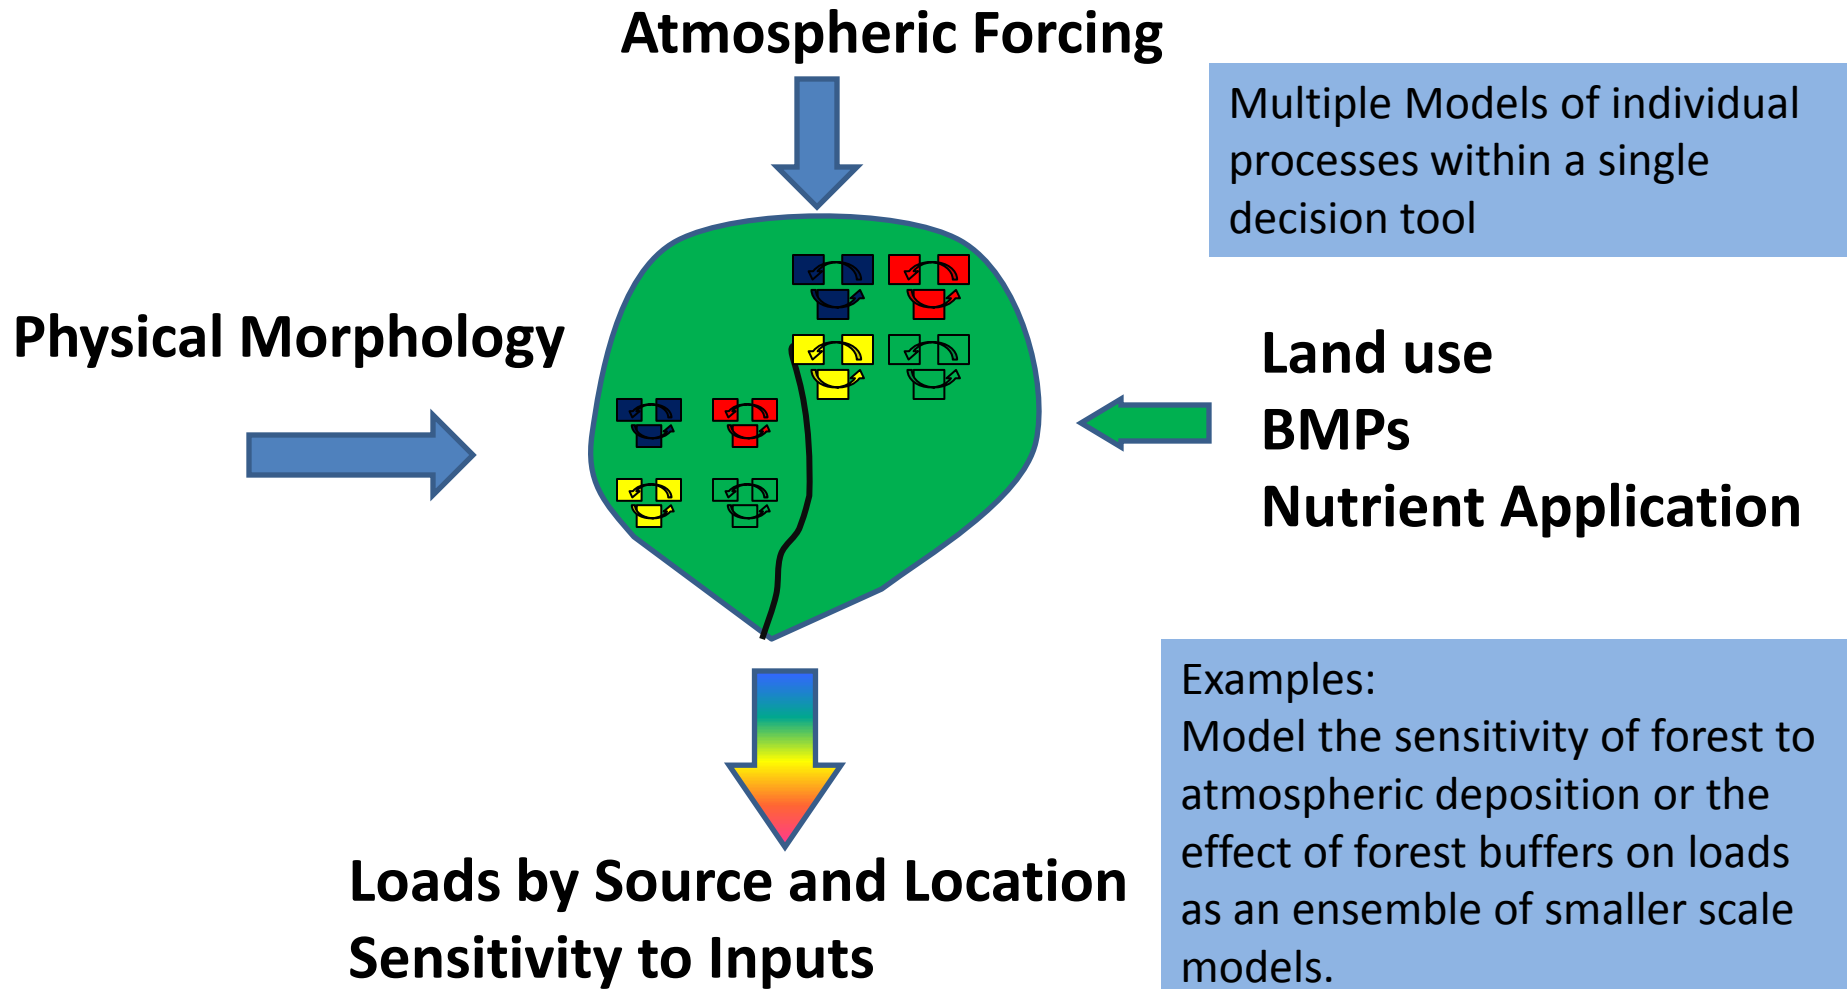 Atmospheric Forcing
Multiple Models of individual
processes within a single
decision tool
Physical Morphology
Land use
BMPs
Nutrient Application
Loads by Source and Location
Sensitivity to Inputs
Examples:
Model the sensitivity of forest to
atmospheric deposition or the
effect of forest buffers on loads
as an ensemble of smaller scale
models.